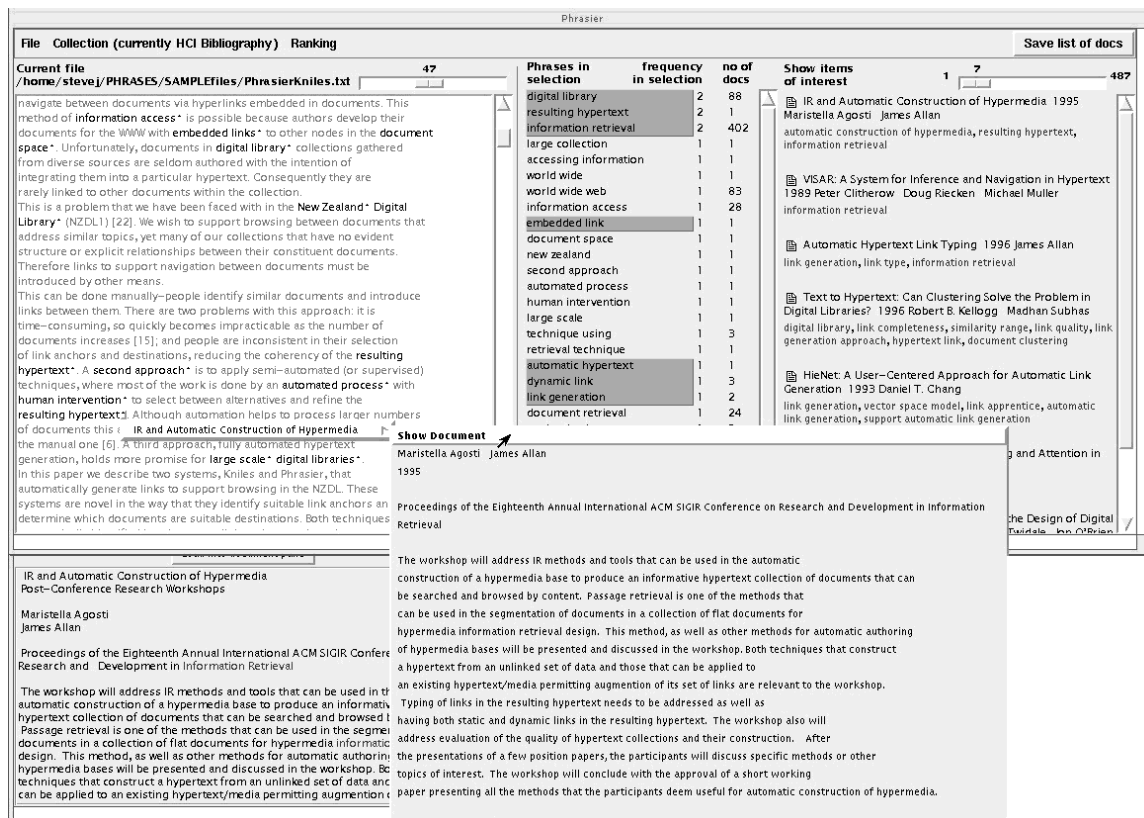 Phrasier
File Collection (currently HCI Bibliography) Ranking
Save list of docs
Current file
/home/stevej/PHRASES/SAMPLEfiles/PhrasierKniles.txt
47
navigate between documents via hyperlinks embedded in documents. This
method of information access* is possible because authors develop their
documents for the WWW with embedded links* to other nodes in the document
space*. Unfortunately, documents in digital library* collections gathered
from diverse sources are seldom authored with the intention of
integrating them into a particular hypertext. Consequently they are
rarely linked to other documents within the collection.
This is a problem that we have been faced with in the New Zealand* Digital
Library* (NZDL1) [22]. We wish to support browsing between documents that
address similar topics, yet many of our collections that have no evident
structure or explicit relationships between their constituent documents.
Therefore links to support navigation between documents must be
introduced by other means.
This can be done manually-people identify similar documents and introduce
links between them. There are two problems with this approach: it is
time-consuming, so quickly becomes impracticable as the number of
documents increases [15]; and people are inconsistent in their selection
of link anchors and destinations, reducing the coherency of the resulting
hypertext*. A second approach* is to apply semi-automated (or supervised)
techniques, where most of the work is done by an automated process* with
human intervention* to select between alternatives and refine the
resulting hypertext*. Although automation helps to process larger numbers
of documents this
IR and Automatic Construction of Hypermedia
the manual one [6]. A third approach, fully automated hypertext
generation, holds more promise for large scale* digital libraries*.
In this paper we describe two systems, Kniles and Phrasier, that
automatically generate links to support browsing in the NZDL. These
systems are novel in the way that they identify suitable link anchors an
determine which documents are suitable destinations. Both techniques
Phrases in selection frequency in selection no of docs
digital library 2 88
resulting hypertext 2 1
information retrieval 2 402
large collection 1 1
accessing information 1 1
world wide 1 1
world wide web 1 83
information access 1 28
embedded link 1 1
document space 1 1
new zealand 1 1
second approach 1 1
automated process 1 1
human intervention 1 1
large scale 1 1
technique using 1 3
retrieval technique 1 1
automatic hypertext 1 1
dynamic link 1 3
link generation 1 2
document retrieval 1 24
Show items
of interest
1 7 487
IR and Automatic Construction of Hypermedia 1995
Maristella Agosti James Allan
automatic construction of hypermedia, resulting hypertext,
information retrieval
VISAR: A System for Inference and Navigation in Hypertext
1989 Peter Clitherow Doug Riecken Michael Muller
information retrieval
Automatic Hypertext Link Typing 1996 James Allan
link generation, link type, information retrieval
Text to Hypertext: Can Clustering Solve the Problem in
Digital Libraries? 1996 Robert B. Kellogg Madhan Subhas
digital library, link completeness, similarity range, link quality, link
generation approach, hypertext link, document clustering
HieNet: A User-Centered Approach for Automatic Link
Generation 1993 Daniel T. Chang
link generation, vector space model, link apprentice, automatic
link generation, support automatic link generation
g and Attention in
the Design of Digital
Show Document
Maristella Agosti James Allan
1995
Proceedings of the Eighteenth Annual International ACM SIGIR Conference on Research and Development in Information
Retrieval
The workshop will address IR methods and tools that can be used in the automatic
construction of a hypermedia base to produce an informative hypertext collection of documents that can
be searched and browsed by content. Passage retrieval is one of the methods that
can be used in the segmentation of documents in a collection of flat documents for
hypermedia information retrieval design. This method, as well as other methods for automatic authoring
of hypermedia bases will be presented and discussed in the workshop. Both techniques that construct
a hypertext from an unlinked set of data and those that can be applied to
an existing hypertext/media permitting augmentation of its set of links are relevant to the workshop.
Typing of links in the resulting hypertext needs to be addressed as well as
having both static and dynamic links in the resulting hypertext. The workshop also will
address evaluation of the quality of hypertext collections and their construction. After
the presentations of a few position papers, the participants will discuss specific methods or other
topics of interest. The workshop will conclude with the approval of a short working
paper presenting all the methods that the participants deem useful for automatic construction of hypermedia.
IR and Automatic Construction of Hypermedia
Post-Conference Research Workshops
Maristella Agosti
James Allan
Proceedings of the Eighteenth Annual International ACM SIGIR Confere
Research and Development in Information Retrieval
The workshop will address IR methods and tools that can be used in th
automatic construction of a hypermedia base to produce an informativ
hypertext collection of documents that can be searched and browsed b
Passage retrieval is one of the methods that can be used in the segmen
documents in a collection of flat documents for hypermedia informatio
design. This method, as well as other methods for automatic authoring
hypermedia bases will be presented and discussed in the workshop. Bo
techniques that construct a hypertext from an unlinked set of data and
can be applied to an existing hypertext/media permitting augmentation